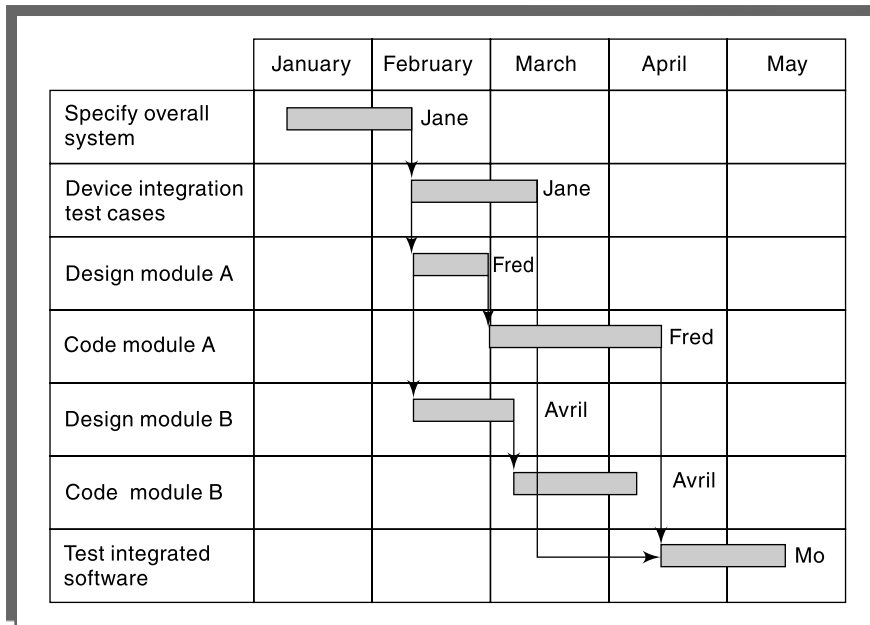 January February March April May
Specify overall
system
Jane
Device integration
test cases
Jane
Design module A
Fred
Code module A
Fred
Design module B
Avril
Code module B
Avril
Test integrated
software
Mo